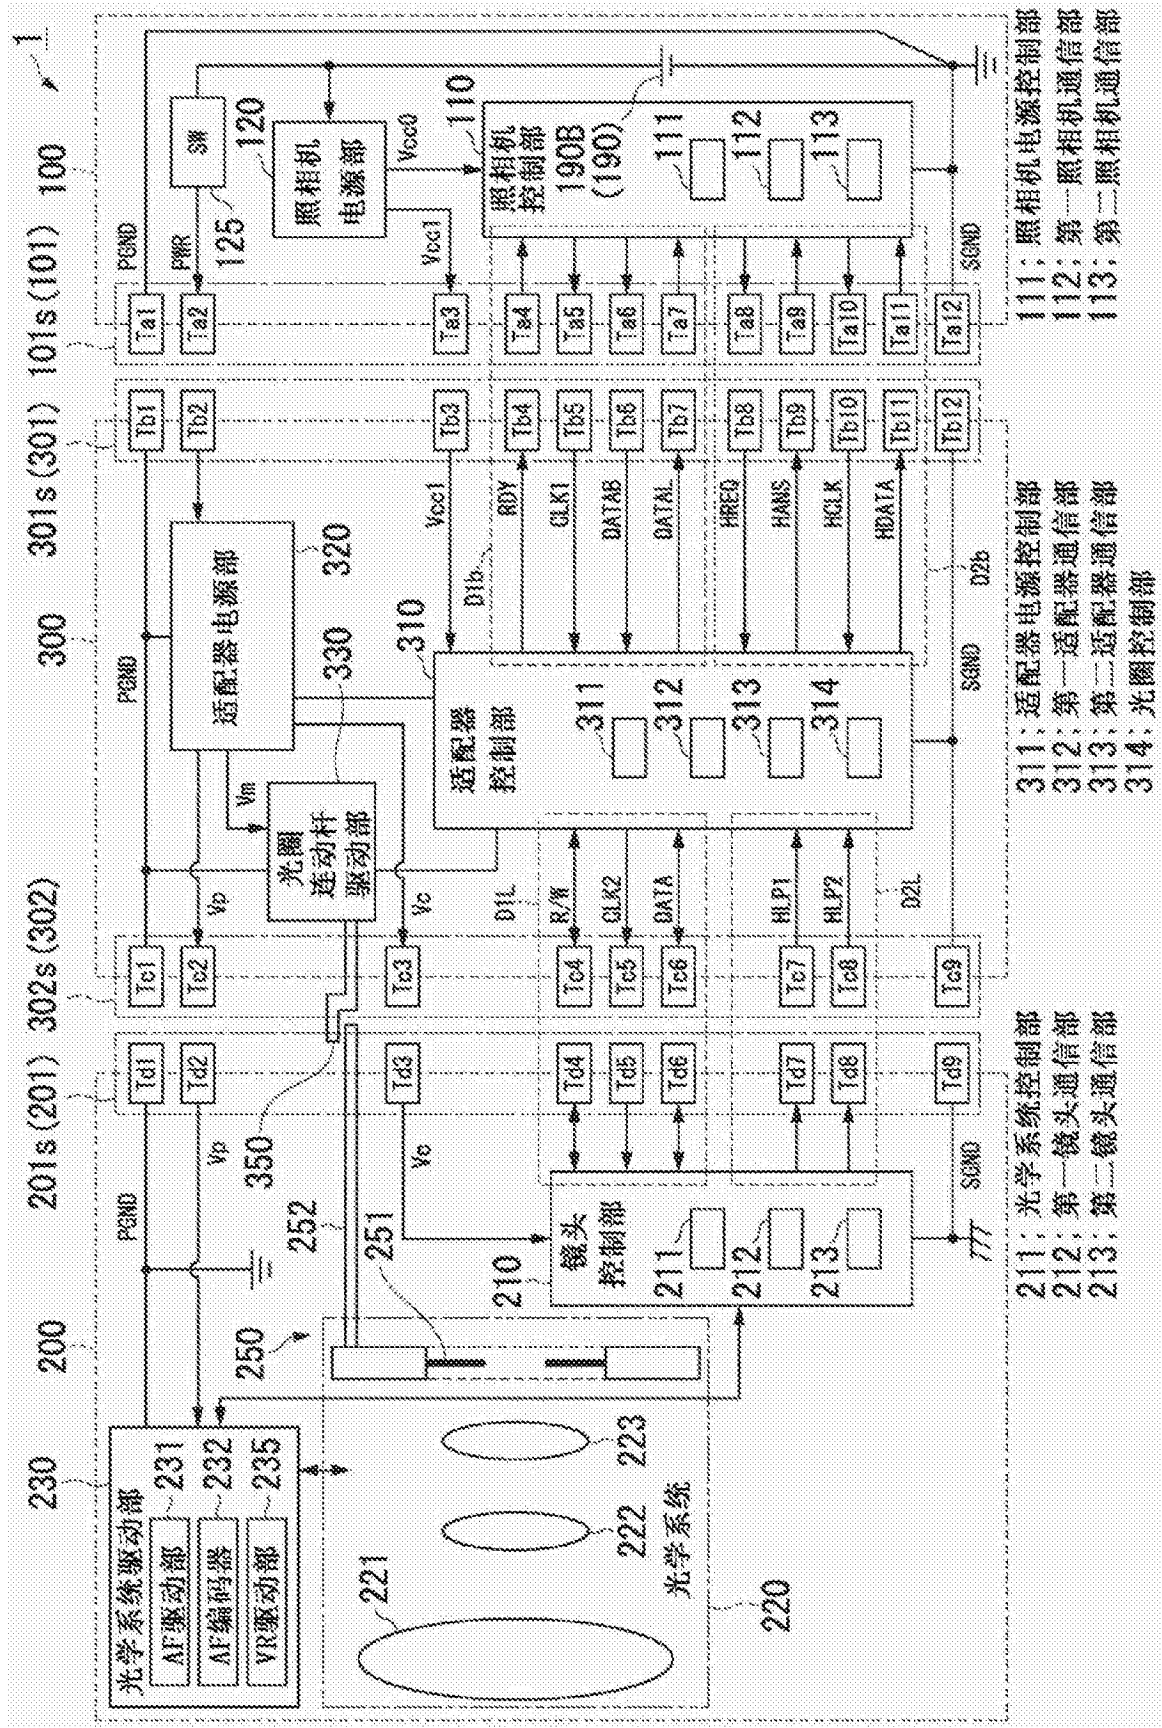 1
200
201s(201)
302s(302)
300
301s(301)
101s(101)
100
230
光学系统驱动部
AF驱动部
231
AF编码器
232
VR驱动部
235
PGND
Vp
Td1
Td2
Td3
Td4
Td5
Td6
Td7
Td8
Td9
Tc1
Tc2
Tc3
Tc4
Tc5
Tc6
Tc7
Tc8
Tc9
PGND
Vp
Vm
Vc
适配器电源部
320
光圈
连动杆
驱动部
330
Tb1
Tb2
Tb3
Tb4
Tb5
Tb6
Tb7
Tb8
Tb9
Tb10
Tb11
Tb12
Ta1
Ta2
Ta3
Ta4
Ta5
Ta6
Ta7
Ta8
Ta9
Ta10
Ta11
Ta12
PGND
PWR
SW
125
照相机
电源部
120
Vcc1
Vcc0
110
照相机
控制部
190B
(190)
111
112
113
SGND
250
252
350
251
Vc
221
222
223
光学系统
220
210
镜头
控制部
211
212
213
SGND
D1L
R/W
CLK2
DATA
HLP1
HLP2
D2L
310
适配器
控制部
311
312
313
314
SGND
Vcc1
D1b
RDY
CLK1
DATAB
DATAL
HREQ
HANS
HCLK
HDATA
D2b
211；光学系统控制部
212；第一镜头通信部
213；第二镜头通信部
311；适配器电源控制部
312；第一适配器通信部
313；第二适配器通信部
314；光圈控制部
111；照相机电源控制部
112；第一照相机通信部
113；第二照相机通信部